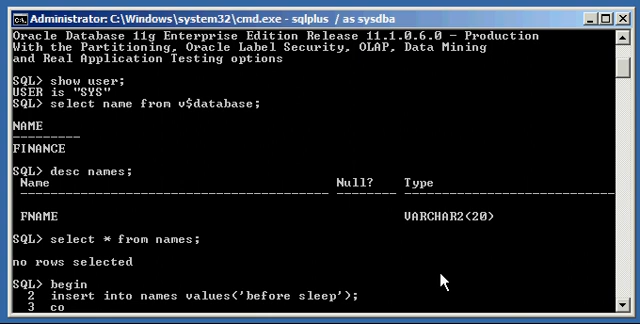 Administrator: C:\Windows\system32\cmd.exe - sqlplus / as sysdba
Oracle Database 11g Enterprise Edition Release 11.1.0.6.0 - Production
With the Partitioning, Oracle Label Security, OLAP, Data Mining
and Real Application Testing options
SQL> show user;
USER is "SYS"
SQL> select name from v$database;
NAME
---------
FINANCE
SQL> desc names;
Name Null? Type
----------------------------------------- -------- ----------------------------
FNAME VARCHAR2(20)
SQL> select * from names;
no rows selected
SQL> begin
2 insert into names values('before sleep');
3 co